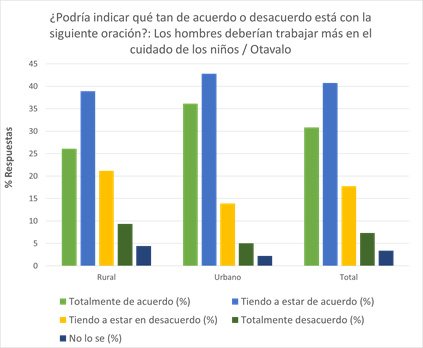 ¿Podría indicar qué tan de acuerdo o desacuerdo está con la
siguiente oración?: Los hombres deberían trabajar más en el
cuidado de los niños / Otavalo
% Respuestas
45
40
35
30
25
20
15
10
5
0
Rural Urbano Total
Totalmente de acuerdo (%) Tiendo a estar de acuerdo (%)
Tiendo a estar en desacuerdo (%) Totalmente desacuerdo (%)
No lo se (%)